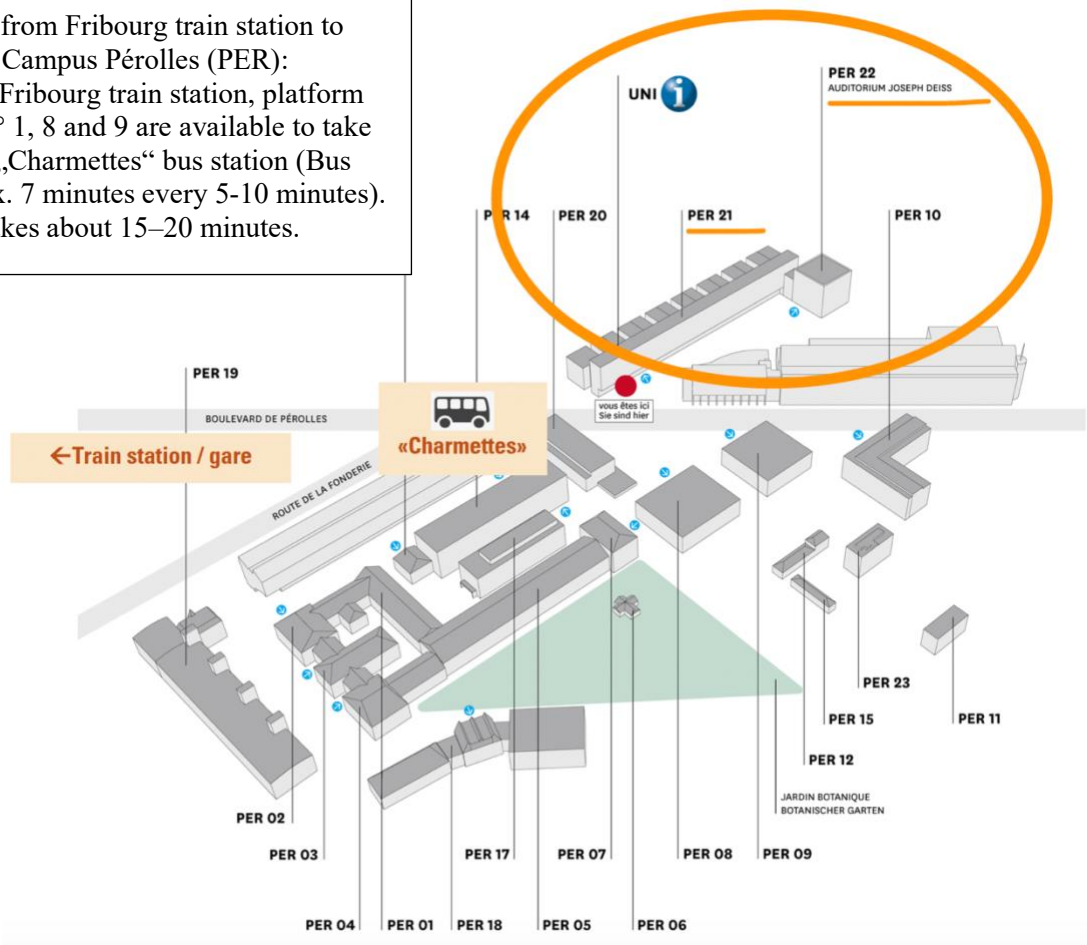 from Fribourg train station to
Campus Pérolles (PER):
Fribourg train station, platform
° 1, 8 and 9 are available to take
„Charmettes“ bus station (Bus
x. 7 minutes every 5-10 minutes).
kes about 15–20 minutes.
UNI i
PER 22
AUDITORIUM JOSEPH DEISS
PER 14
PER 20
PER 21
PER 10
PER 19
BOULEVARD DE PÉROLLES
vous êtes ici
Sie sind hier
«Charmettes»
←Train station / gare
ROUTE DE LA FONDERIE
PER 23
PER 15
PER 11
PER 12
JARDIN BOTANIQUE
BOTANISCHER GARTEN
PER 02
PER 03
PER 17
PER 07
PER 08
PER 09
PER 04
PER 01
PER 18
PER 05
PER 06